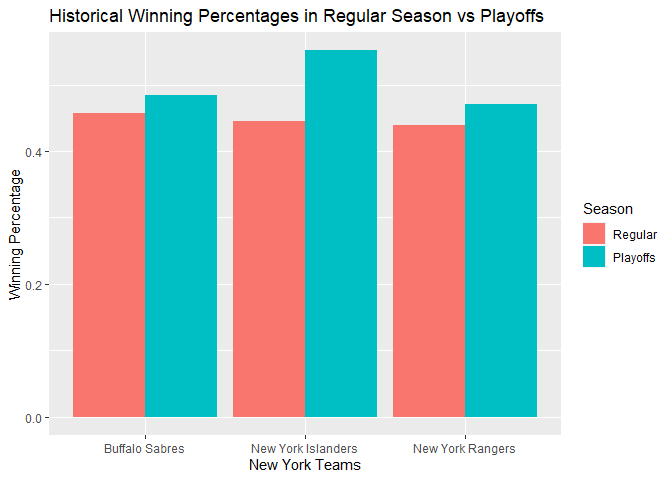 Historical Winning Percentages in Regular Season vs Playoffs
Winning Percentage
0.4
0.2
0.0
Buffalo Sabres
New York Islanders
New York Rangers
New York Teams
Season
Regular
Playoffs